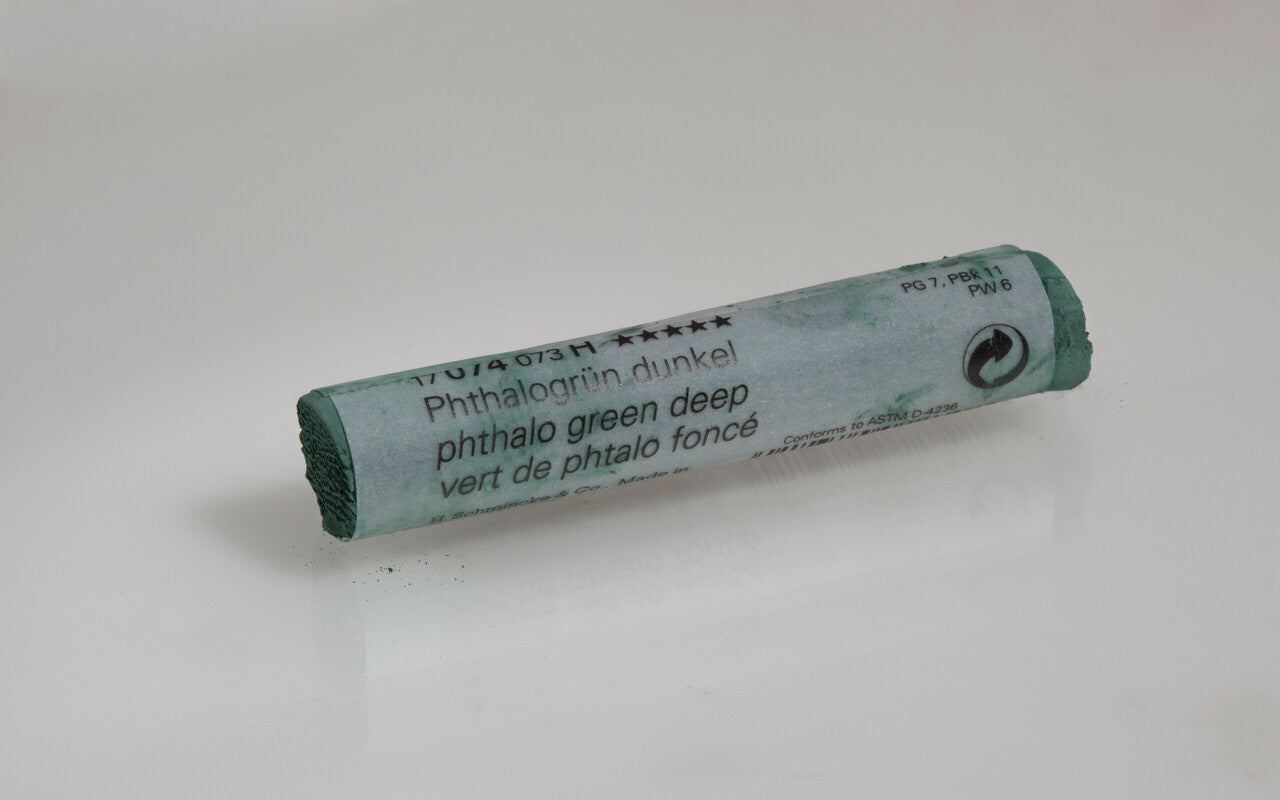 17 074 073 H ★★★★★
Phthalogrün dunkel
phthalo green deep
vert de phtalo foncé
H. Schmincke & Co., Made in
PG 7, PBk 11
PW 6
Conforms to ASTM D-4236